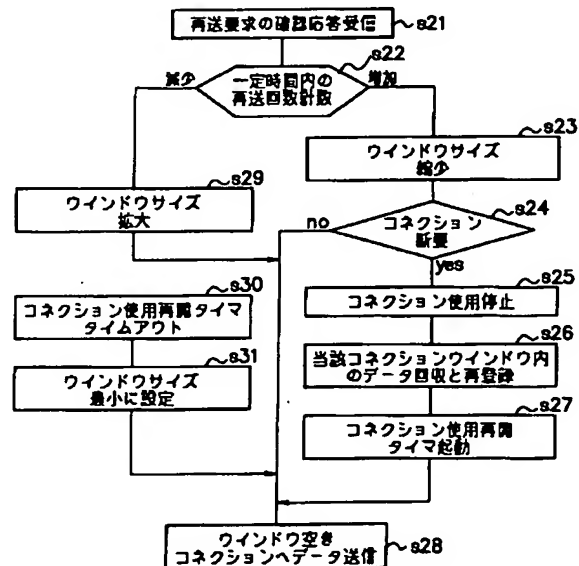 再送要求の確認応答受信
s21
s22
一定時間内の
再送回数計数
減少
増加
s23
ウインドウサイズ
縮少
s29
ウインドウサイズ
拡大
s24
コネクション
断要
no
yes
s25
コネクション使用停止
s30
コネクション使用再開タイマ
タイムアウト
s26
当該コネクションウインドウ内
のデータ回収と再登録
s31
ウインドウサイズ
最小に設定
s27
コネクション使用再開
タイマ起動
ウインドウ空き
コネクションへデータ送信
s28